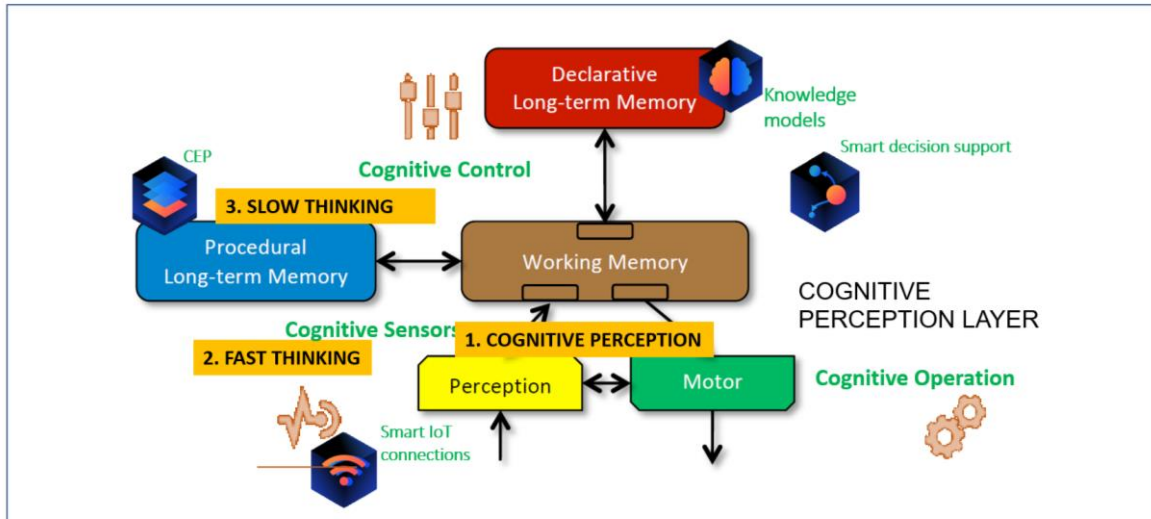 Declarative
Long-term Memory
Knowledge
models
Smart decision support
CEP
Cognitive Control
3. SLOW THINKING
Procedural
Long-term Memory
Working Memory
COGNITIVE
PERCEPTION LAYER
Cognitive Sensors
1. COGNITIVE PERCEPTION
2. FAST THINKING
Perception
Motor
Cognitive Operation
Smart IoT
connections